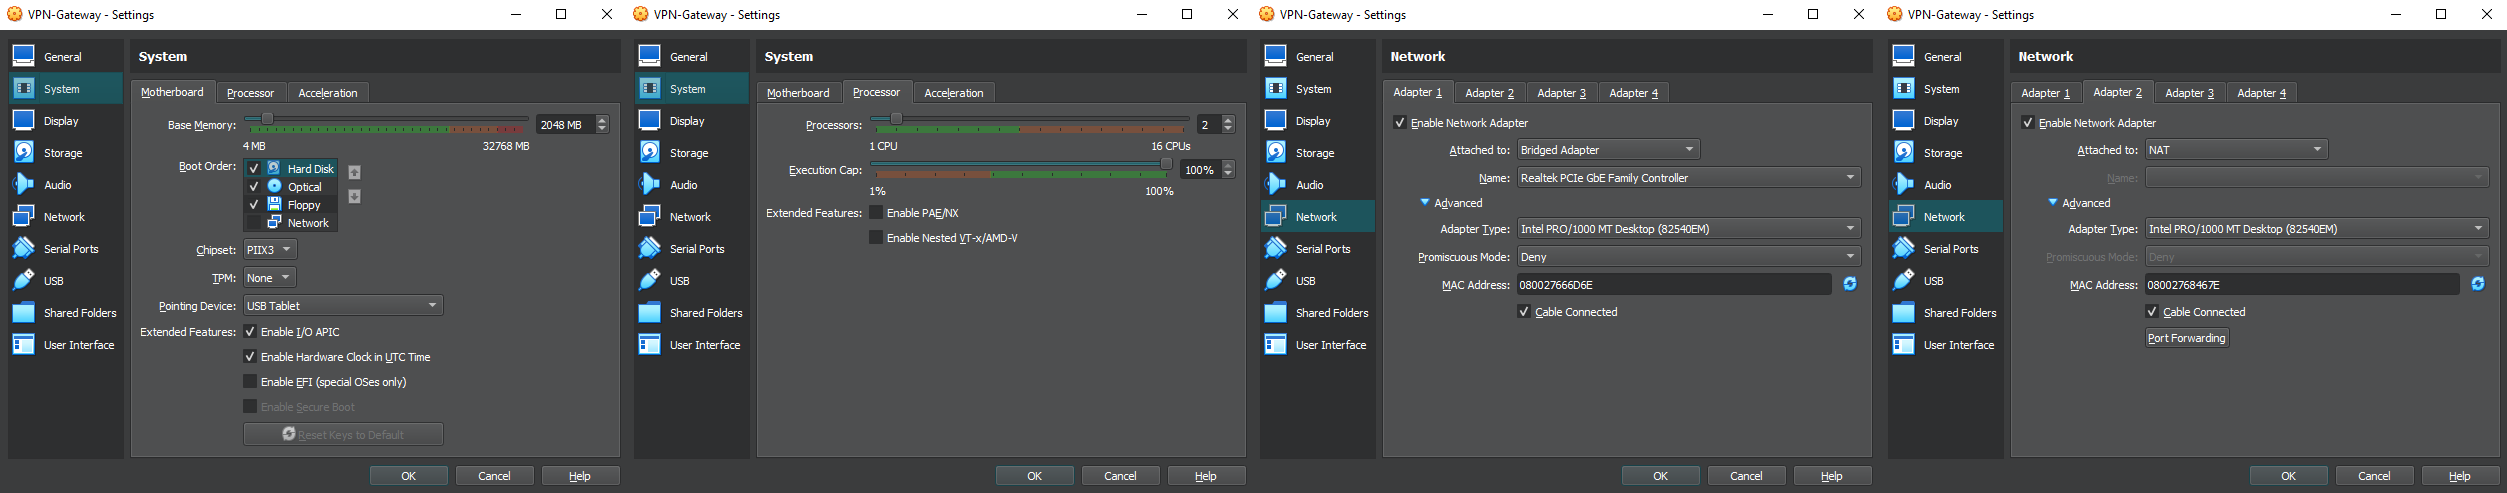 VPN-Gateway - Settings
General
System
Display
Storage
Audio
Network
Serial Ports
USB
Shared Folders
User Interface
System
Motherboard Processor Acceleration
Base Memory: 2048 MB
4 MB 32768 MB
Boot Order: Hard Disk
Optical
Floppy
Network
Chipset: PIIX3
TPM: None
Pointing Device: USB Tablet
Extended Features: Enable I/O APIC
Enable Hardware Clock in UTC Time
Enable EFI (special OSes only)
Enable Secure Boot
Reset Keys to Default
OK Cancel Help
VPN-Gateway - Settings
General
System
Display
Storage
Audio
Network
Serial Ports
USB
Shared Folders
User Interface
System
Motherboard Processor Acceleration
Processors: 2
1 CPU 16 CPUs
Execution Cap: 100%
1% 100%
Extended Features: Enable PAE/NX
Enable Nested VT-x/AMD-V
OK Cancel Help
VPN-Gateway - Settings
General
System
Display
Storage
Audio
Network
Serial Ports
USB
Shared Folders
User Interface
Network
Adapter 1 Adapter 2 Adapter 3 Adapter 4
Enable Network Adapter
Attached to: Bridged Adapter
Name: Realtek PCIe GbE Family Controller
Advanced
Adapter Type: Intel PRO/1000 MT Desktop (82540EM)
Promiscuous Mode: Deny
MAC Address: 080027666D6E
Cable Connected
OK Cancel Help
VPN-Gateway - Settings
General
System
Display
Storage
Audio
Network
Serial Ports
USB
Shared Folders
User Interface
Network
Adapter 1 Adapter 2 Adapter 3 Adapter 4
Enable Network Adapter
Attached to: NAT
Name:
Advanced
Adapter Type: Intel PRO/1000 MT Desktop (82540EM)
Promiscuous Mode: Deny
MAC Address: 08002768467E
Cable Connected
Port Forwarding
OK Cancel Help